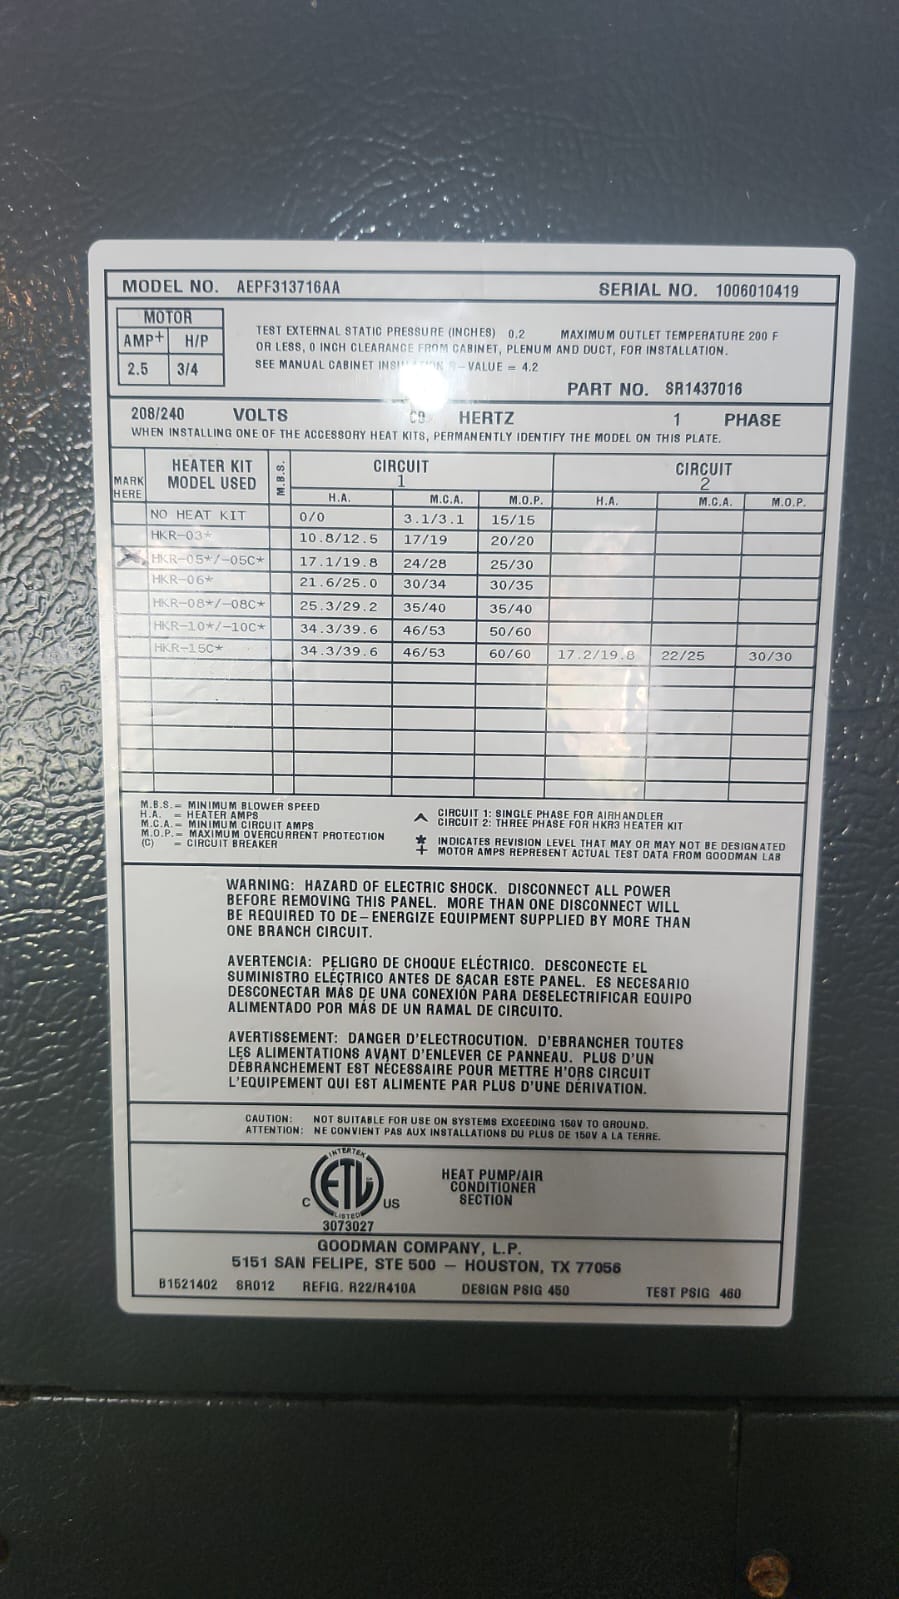 MODEL NO. AEPF313716AA SERIAL NO. 1006010419
MOTOR
AMP+ H/P
2.5 3/4
TEST EXTERNAL STATIC PRESSURE (INCHES) 0.2 MAXIMUM OUTLET TEMPERATURE 200 F
OR LESS, 0 INCH CLEARANCE FROM CABINET, PLENUM AND DUCT, FOR INSTALLATION.
SEE MANUAL CABINET R-VALUE = 4.2
PART NO. SR1437016
208/240 VOLTS 60 HERTZ 1 PHASE
WHEN INSTALLING ONE OF THE ACCESSORY HEAT KITS, PERMANENTLY IDENTIFY THE MODEL ON THIS PLATE.
MARK HERE HEATER KIT MODEL USED M.B.S. CIRCUIT 1 CIRCUIT 2
H.A. M.C.A. M.O.P. H.A. M.C.A. M.O.P.
NO HEAT KIT 0/0 3.1/3.1 15/15
HKR-03* 10.8/12.5 17/19 20/20
X HKR-05*/-05C* 17.1/19.8 24/28 25/30
HKR-06* 21.6/25.0 30/34 30/35
HKR-08*/-08C* 25.3/29.2 35/40 35/40
HKR-10*/-10C* 34.3/39.6 46/53 50/60
HKR-15C* 34.3/39.6 46/53 60/60 17.2/19.8 22/25 30/30
M.B.S.= MINIMUM BLOWER SPEED
H.A. = HEATER AMPS
M.C.A.= MINIMUM CIRCUIT AMPS
M.O.P.= MAXIMUM OVERCURRENT PROTECTION
(C) = CIRCUIT BREAKER
^ CIRCUIT 1: SINGLE PHASE FOR AIRHANDLER
CIRCUIT 2: THREE PHASE FOR HKR3 HEATER KIT
* INDICATES REVISION LEVEL THAT MAY OR MAY NOT BE DESIGNATED
+ MOTOR AMPS REPRESENT ACTUAL TEST DATA FROM GOODMAN LAB
WARNING: HAZARD OF ELECTRIC SHOCK. DISCONNECT ALL POWER
BEFORE REMOVING THIS PANEL. MORE THAN ONE DISCONNECT WILL
BE REQUIRED TO DE-ENERGIZE EQUIPMENT SUPPLIED BY MORE THAN
ONE BRANCH CIRCUIT.
AVERTENCIA: PELIGRO DE CHOQUE ELÉCTRICO. DESCONECTE EL
SUMINISTRO ELÉCTRICO ANTES DE SACAR ESTE PANEL. ES NECESARIO
DESCONECTAR MÁS DE UNA CONEXIÓN PARA DESELECTRIFICAR EQUIPO
ALIMENTADO POR MÁS DE UN RAMAL DE CIRCUITO.
AVERTISSEMENT: DANGER D'ELECTROCUTION. D'EBRANCHER TOUTES
LES ALIMENTATIONS AVANT D'ENLEVER CE PANNEAU. PLUS D'UN
DÉBRANCHEMENT EST NÉCESSAIRE POUR METTRE H'ORS CIRCUIT
L'EQUIPEMENT QUI EST ALIMENTE PAR PLUS D'UNE DÉRIVATION.
CAUTION: NOT SUITABLE FOR USE ON SYSTEMS EXCEEDING 150V TO GROUND.
ATTENTION: NE CONVIENT PAS AUX INSTALLATIONS DU PLUS DE 150V A LA TERRE.
INTERTEK
C ETL US
LISTED
3073027
HEAT PUMP/AIR
CONDITIONER
SECTION
GOODMAN COMPANY, L.P.
5151 SAN FELIPE, STE 500 - HOUSTON, TX 77056
B1521402 SR012 REFIG. R22/R410A DESIGN PSIG 450 TEST PSIG 460